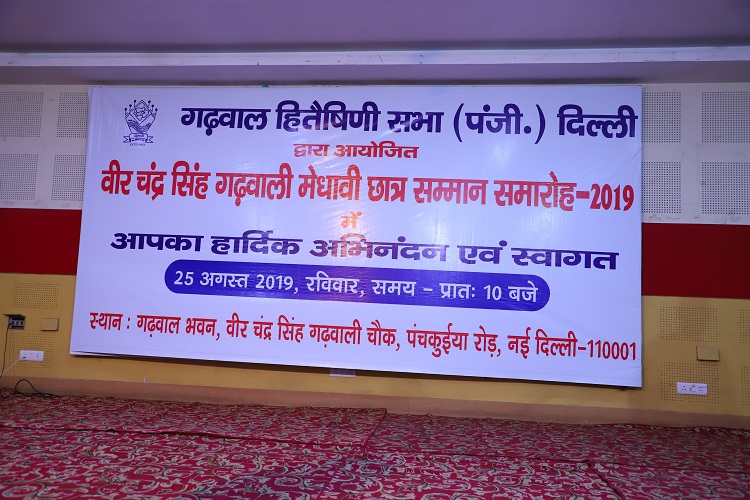 गढ़वाल हितैषिणी सभा (पंजी.) दिल्ली
द्वारा आयोजित
वीर चंद्र सिंह गढ़वाली मेधावी छात्र सम्मान समारोह-2019
में
आपका हार्दिक अभिनंदन एवं स्वागत
25 अगस्त 2019, रविवार, समय - प्रातः 10 बजे
स्थान : गढ़वाल भवन, वीर चंद्र सिंह गढ़वाली चौक, पंचकुईया रोड़, नई दिल्ली-110001